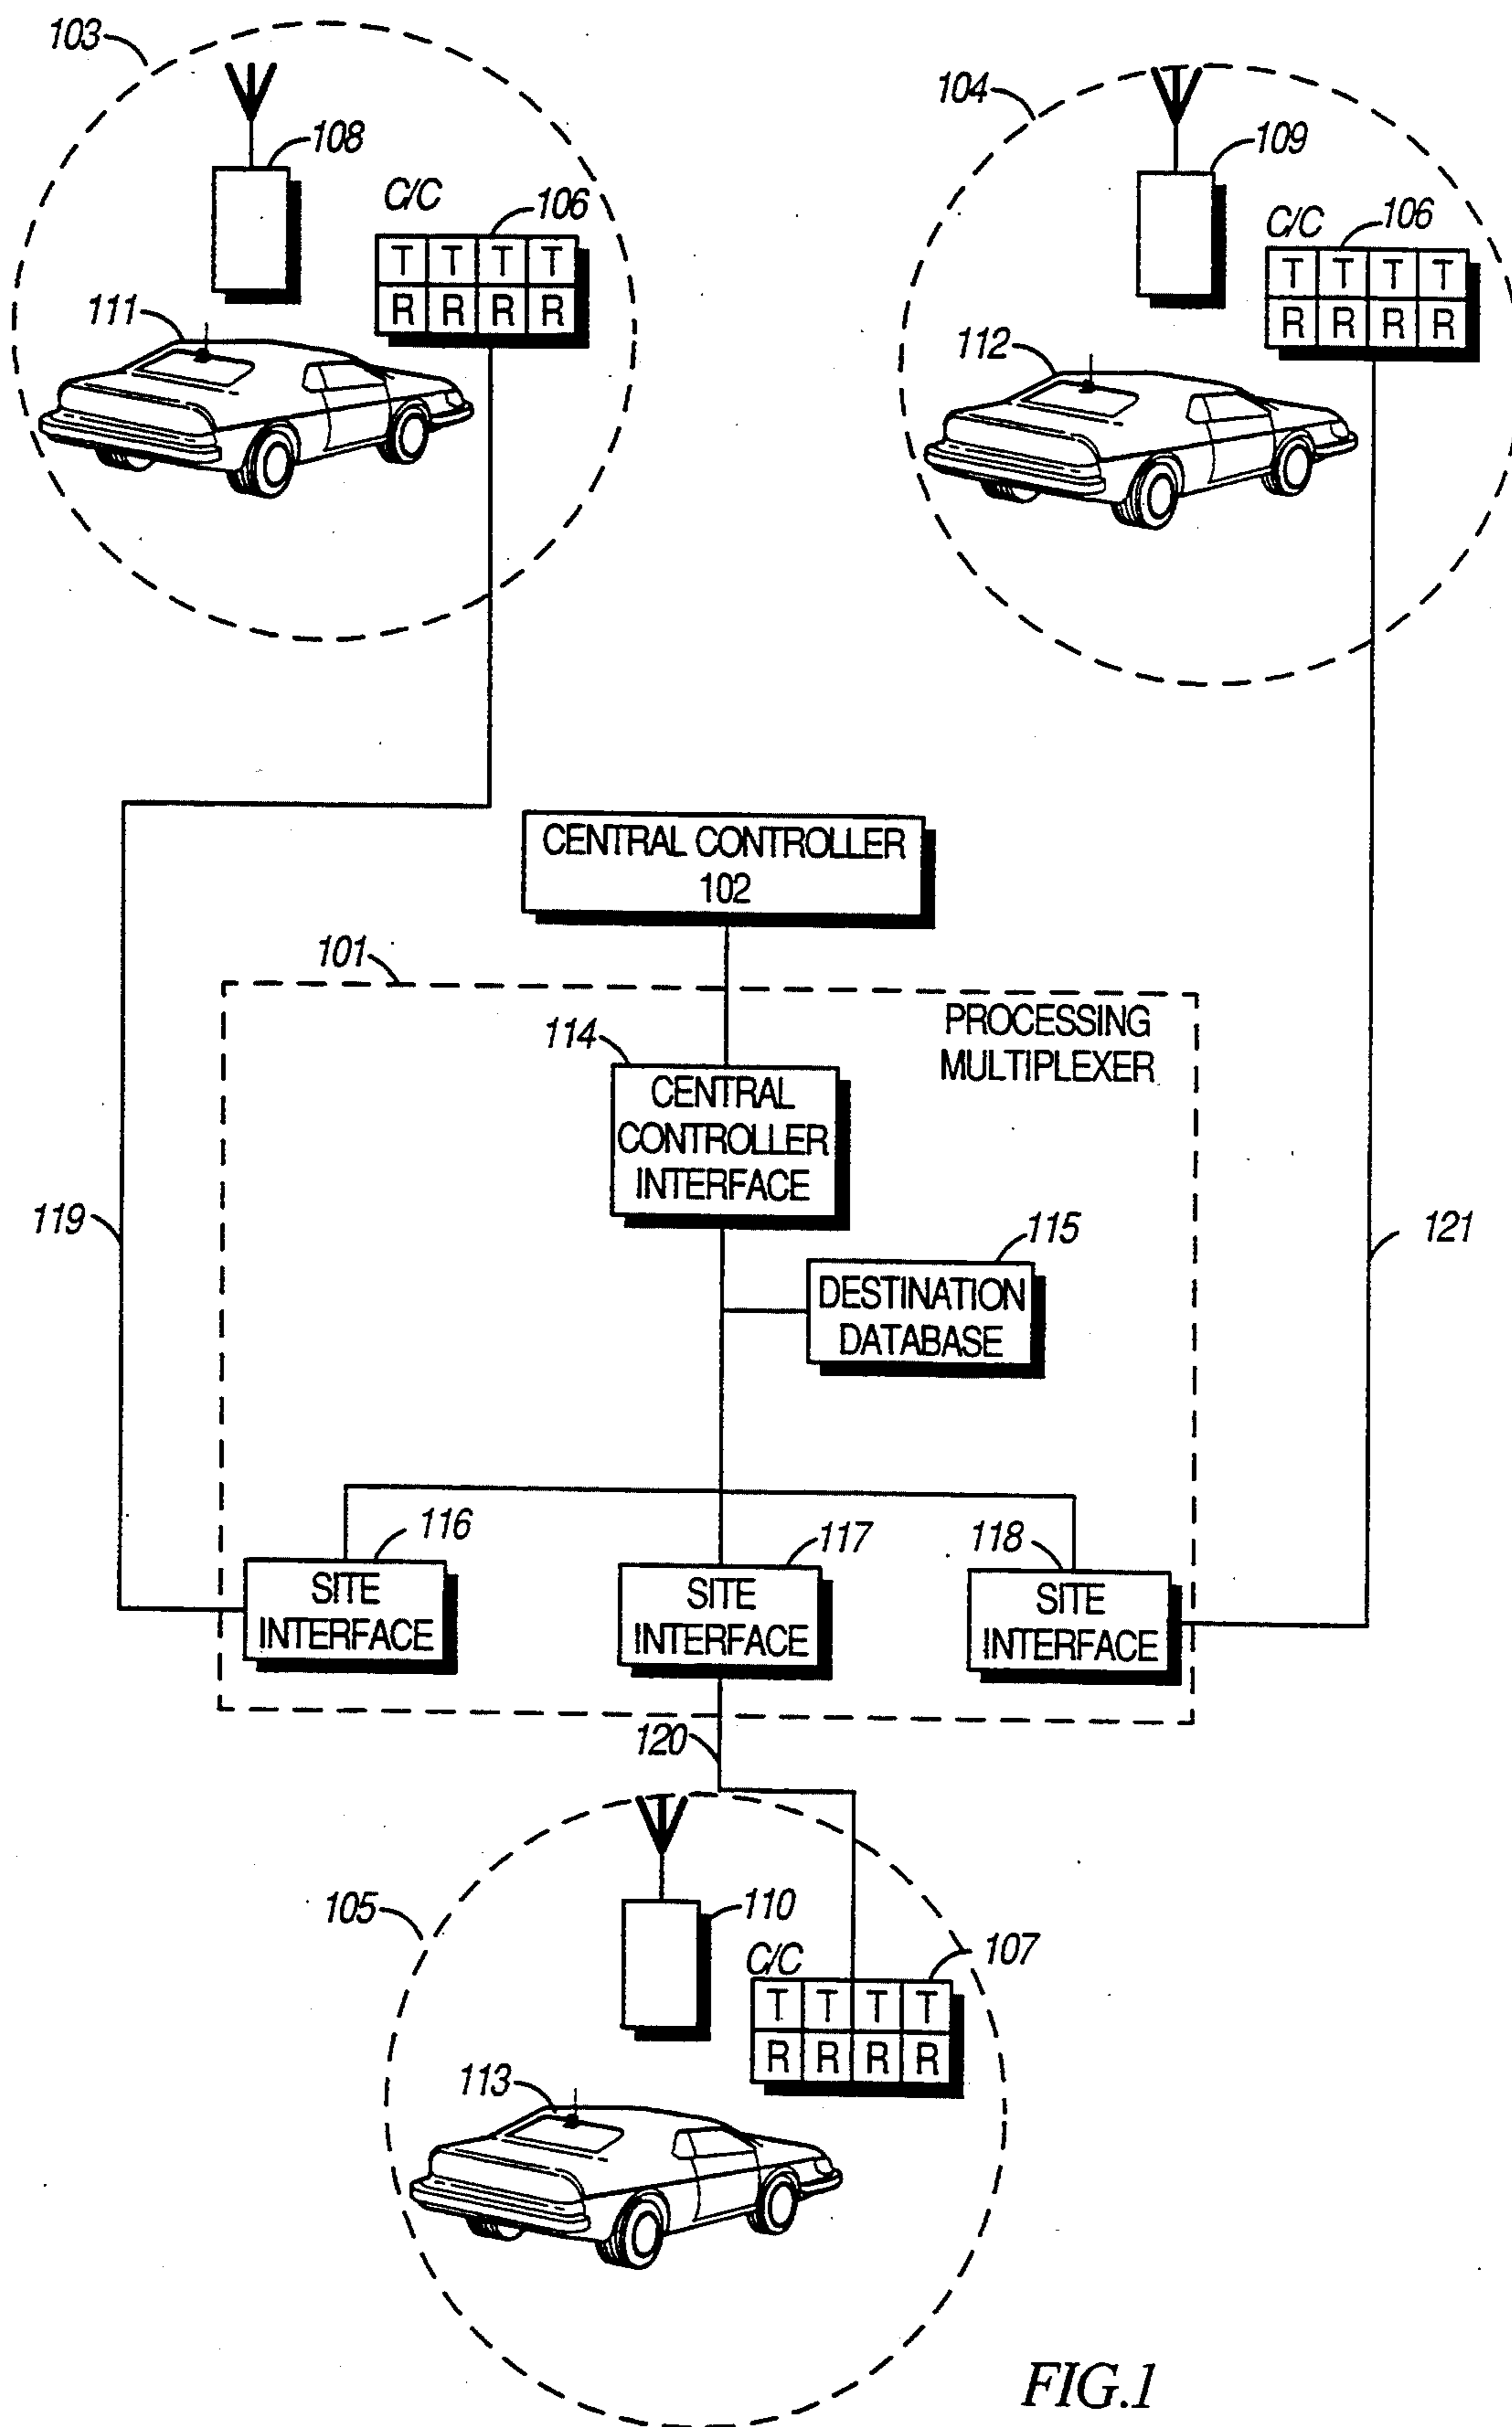 103
108
C/C
106
T T T T
R R R R
111
104
109
C/C
106
T T T T
R R R R
112
CENTRAL CONTROLLER
102
101
PROCESSING
MULTIPLEXER
114
CENTRAL
CONTROLLER
INTERFACE
119
115
DESTINATION
DATABASE
121
116
SITE
INTERFACE
117
SITE
INTERFACE
118
SITE
INTERFACE
120
105
110
C/C
107
T T T T
R R R R
113
FIG.1